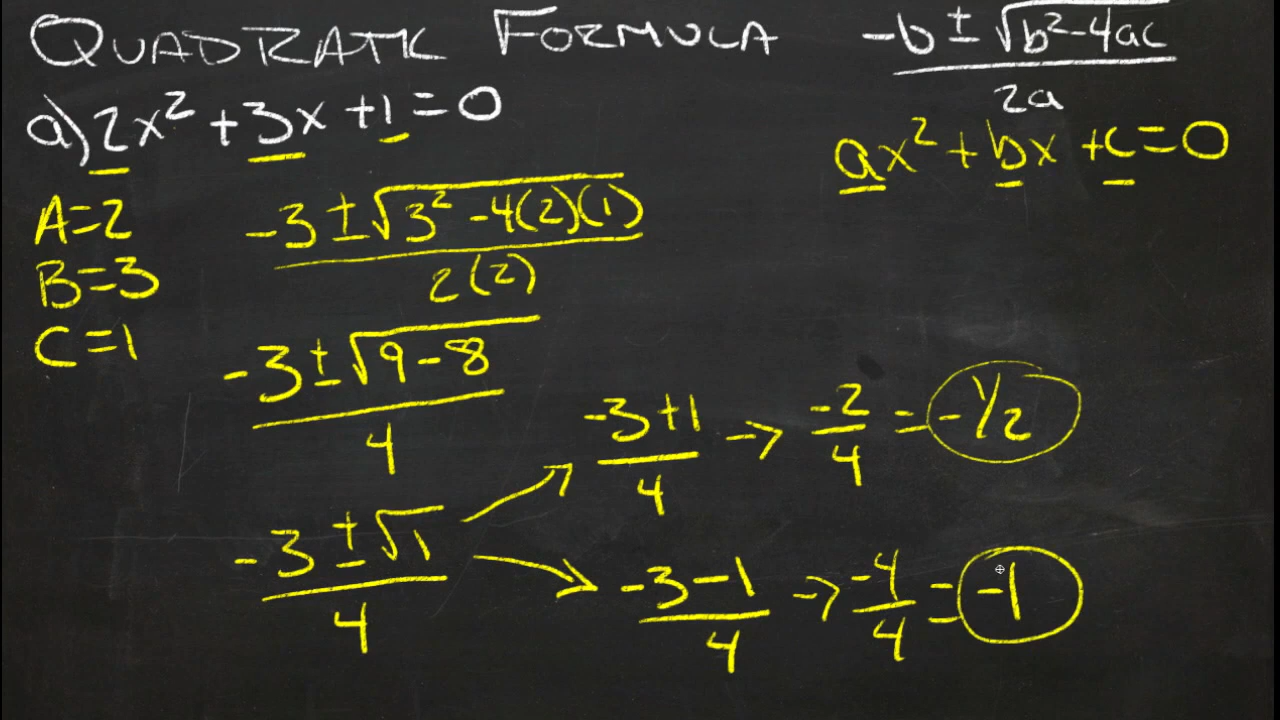 QUADRATIC FORMULA
-b ± √b²-4ac
2a
a) 2x² + 3x + 1 = 0
ax² + bx + c = 0
A=2
B=3
C=1
-3 ± √3² -4(2)(1)
2(2)
-3 ± √9-8
4
-3 ± √1
4
-3+1
4
→ -2/4 = -1/2
-3-1
4
→ -4/4 = -1